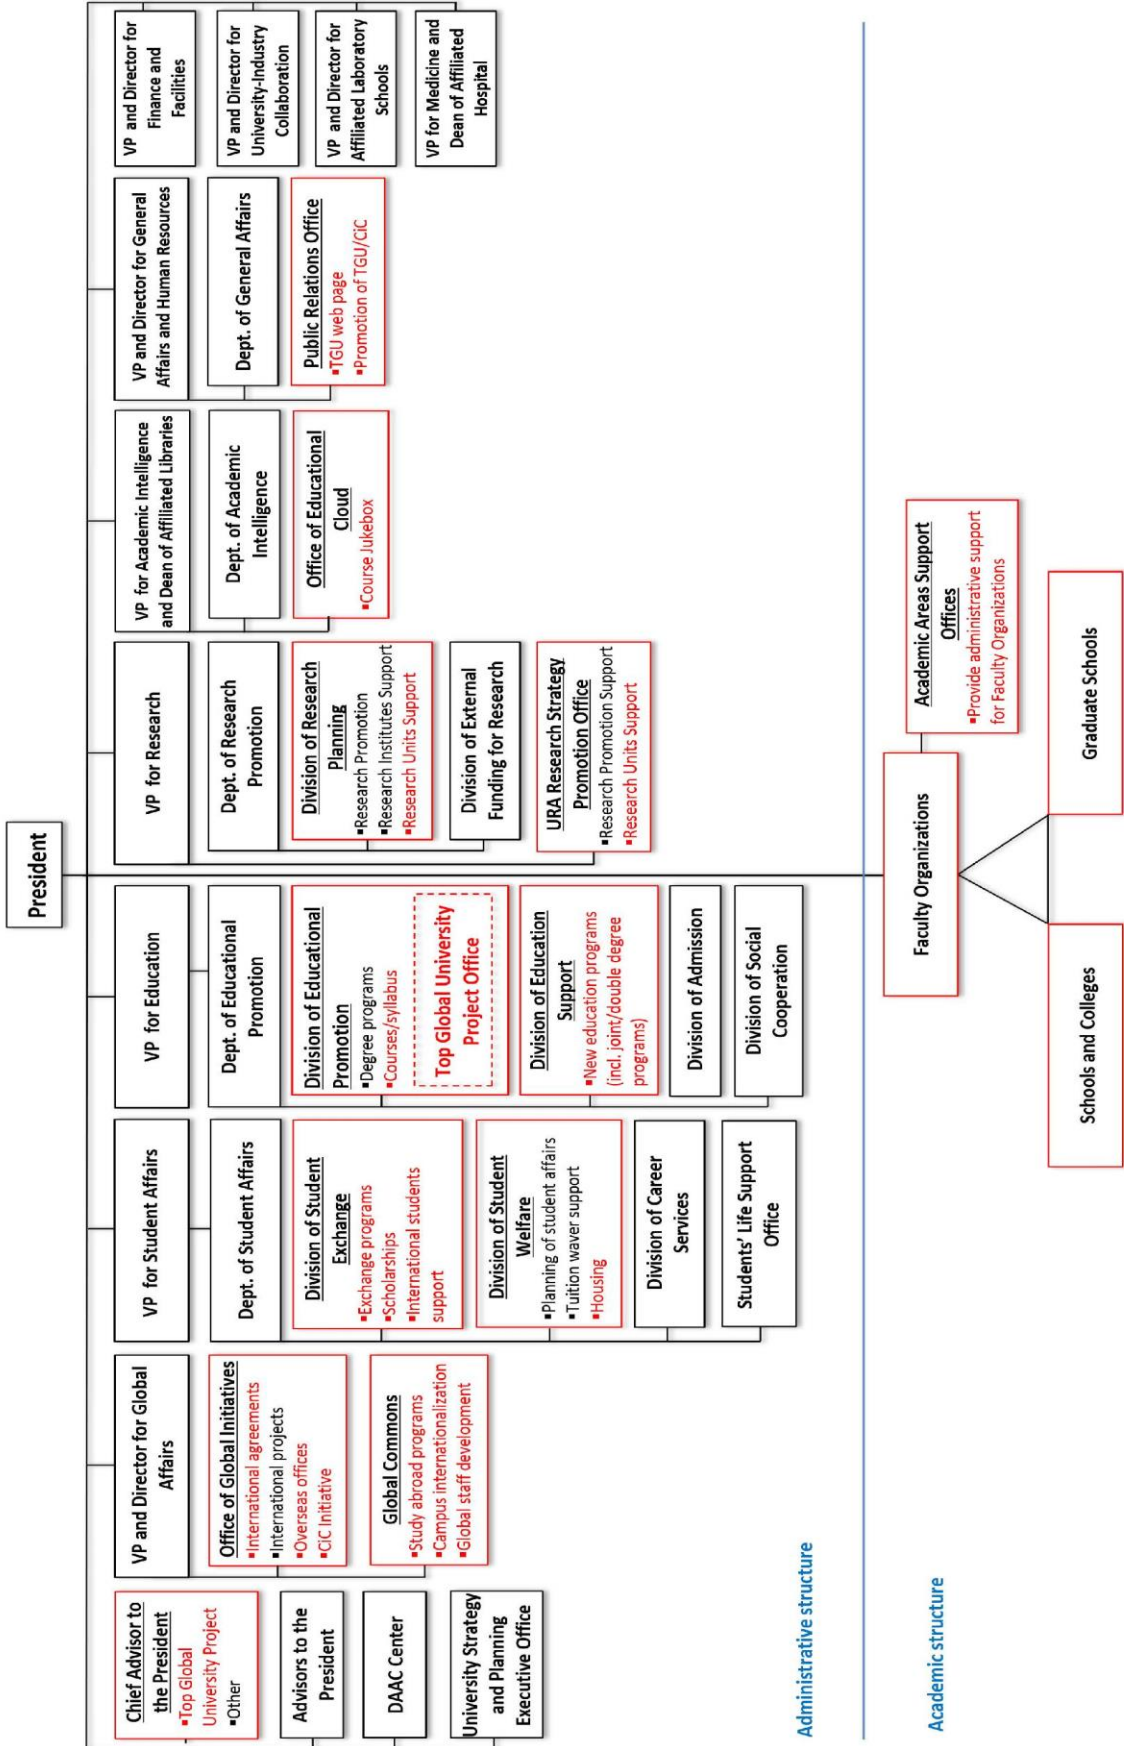 President
Chief Advisor to
the President
▪Top Global
University Project
▪Other
Advisors to the
President
DAAC Center
University Strategy
and Planning
Executive Office
VP and Director for Global
Affairs
Office of Global Initiatives
▪International agreements
▪International projects
▪Overseas offices
▪CiC Initiative
Global Commons
▪Study abroad programs
▪Campus internationalization
▪Global staff development
VP for Student Affairs
Dept. of Student Affairs
Division of Student
Exchange
▪Exchange programs
▪Scholarships
▪International students
support
Division of Student
Welfare
▪Planning of student affairs
▪Tuition waver support
▪Housing
Division of Career
Services
Students' Life Support
Office
VP for Education
Dept. of Educational
Promotion
Division of Educational
Promotion
▪Degree programs
▪Courses/syllabus
Top Global University
Project Office
Division of Education
Support
▪New education programs
(incl. joint/double degree
programs)
Division of Admission
Division of Social
Cooperation
VP for Research
Dept. of Research
Promotion
Division of Research
Planning
▪Research Promotion
▪Research Institutes Support
▪Research Units Support
Division of External
Funding for Research
URA Research Strategy
Promotion Office
▪Research Promotion Support
▪Research Units Support
VP for Academic Intelligence
and Dean of Affiliated Libraries
Dept. of Academic
Intelligence
Office of Educational
Cloud
▪Course Jukebox
VP and Director for General
Affairs and Human Resources
Dept. of General Affairs
Public Relations Office
▪TGU web page
▪Promotion of TGU/CiC
VP and Director for
Finance and
Facilities
VP and Director for
University-Industry
Collaboration
VP and Director for
Affiliated Laboratory
Schools
VP for Medicine and
Dean of Affiliated
Hospital
Administrative structure
Academic structure
Faculty Organizations
Academic Areas Support
Offices
▪Provide administrative support
for Faculty Organizations
Schools and Colleges
Graduate Schools